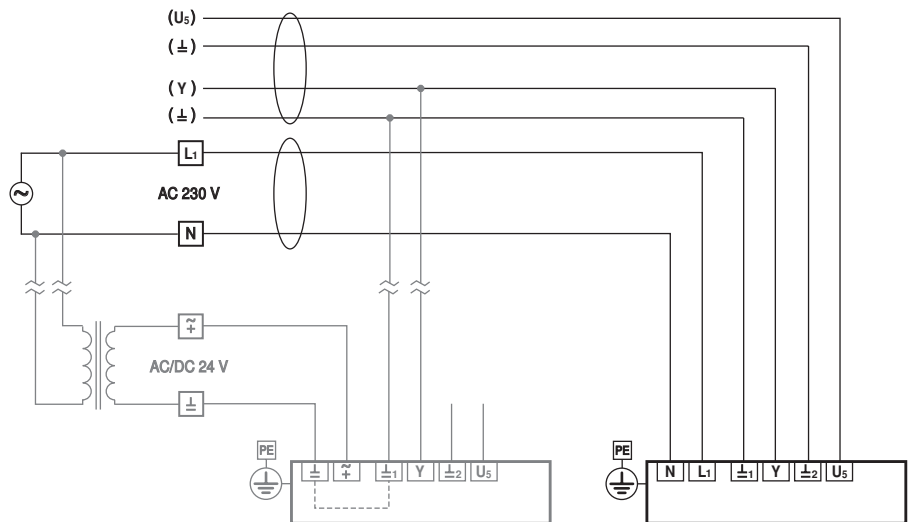 (U5)
(⊥)
(Y)
(⊥)
L1
AC 230 V
~
N
≂ +
AC/DC 24 V
⊥
PE
PE
⊥ ≂ + ⊥1 Y ⊥2 U5
N L1 ⊥1 Y ⊥2 U5